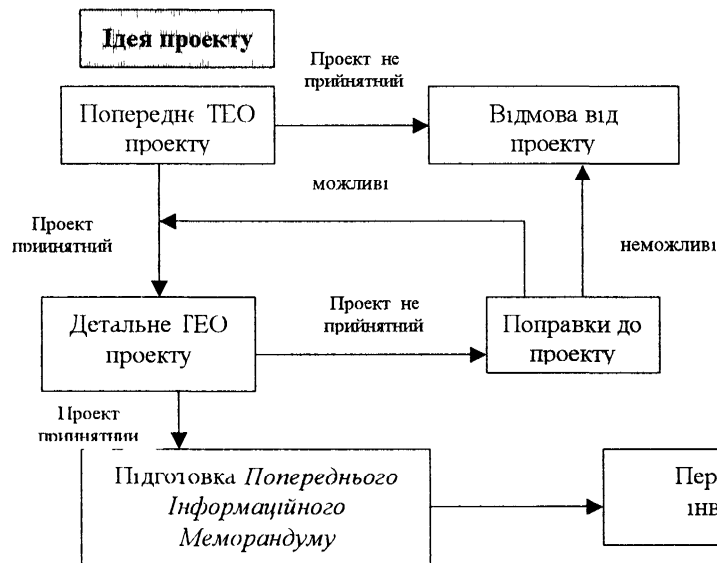 Ідея проекту
Проект не
прийнятний
Попереднє ТЕО
проекту
Відмова від
проекту
можливі
Проект
прийнятний
неможливі
Детальне ТЕО
проекту
Проект не
прийнятний
Поправки до
проекту
Проект
прийнятний
Підготовка Попереднього
Інформаційного
Меморандуму